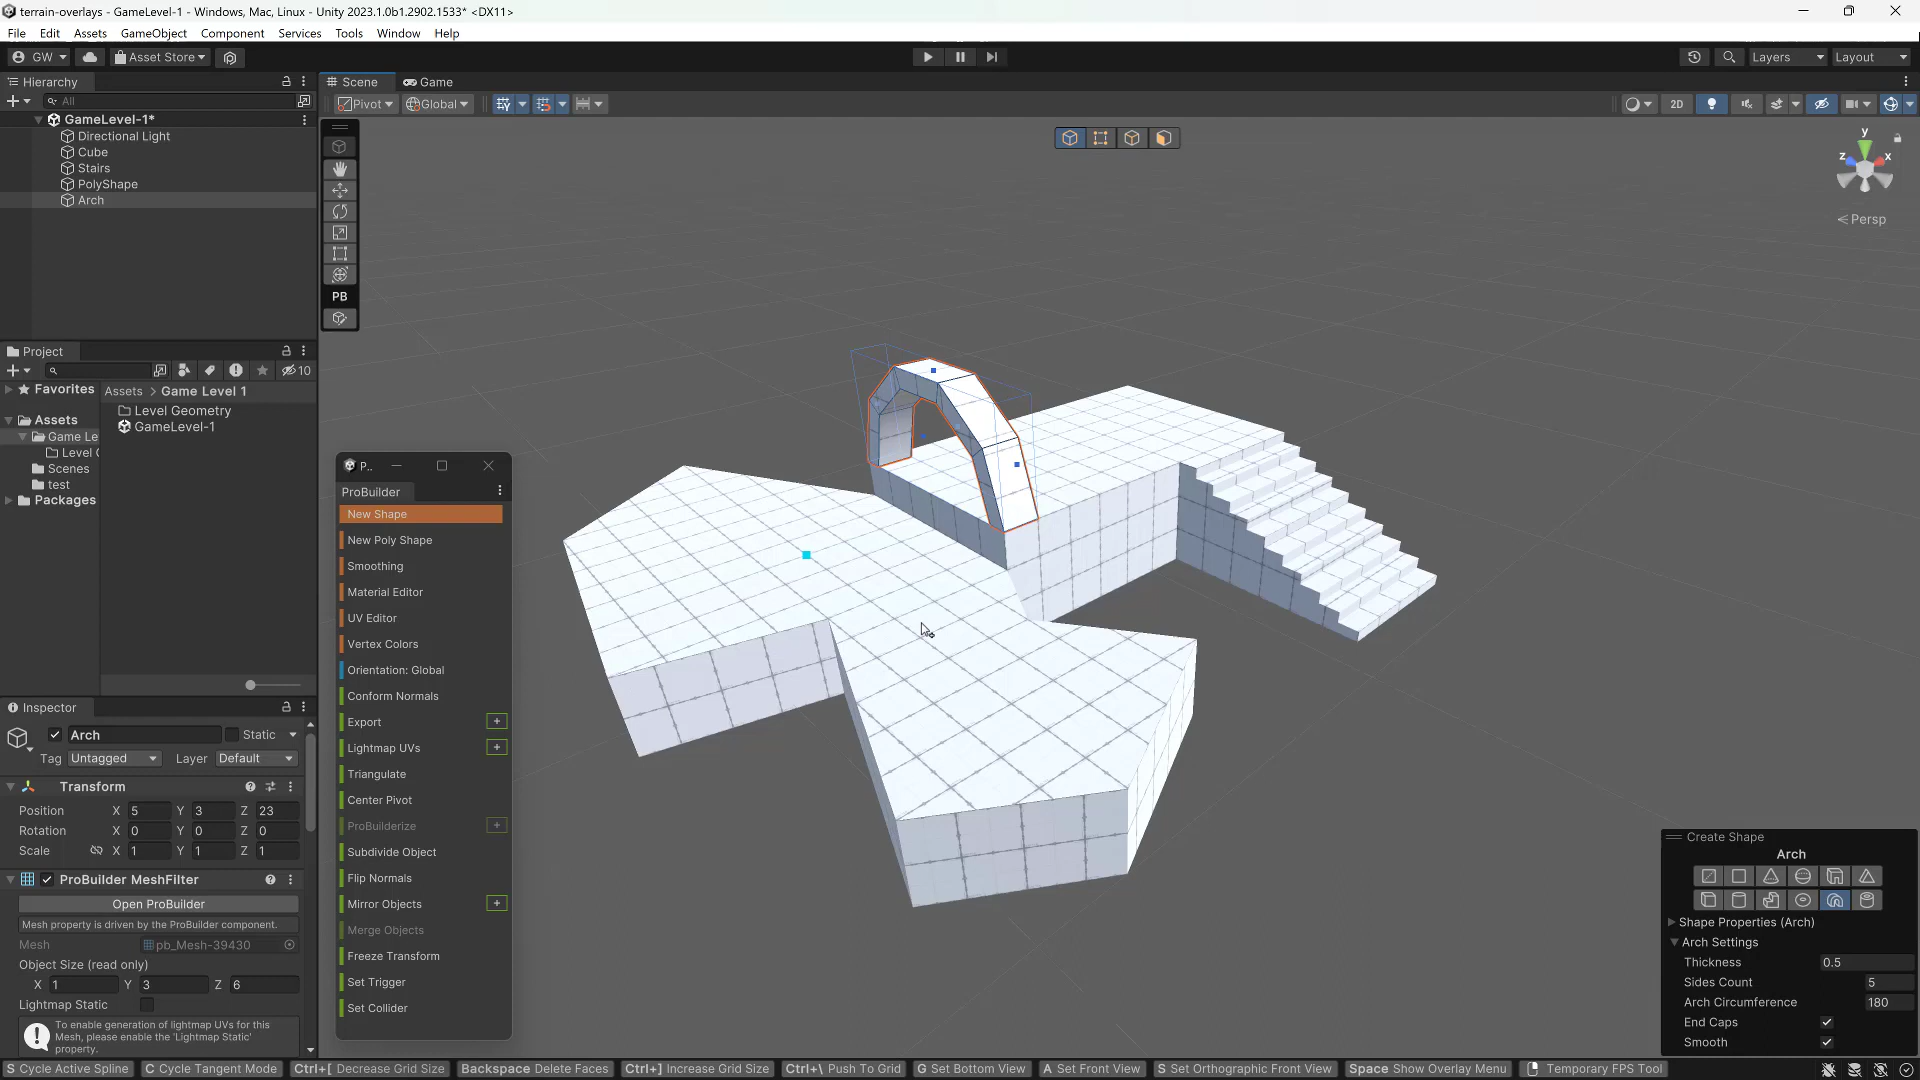 terrain-overlays - GameLevel-1 - Windows, Mac, Linux - Unity 2023.1.0b1.2902.1533* <DX11>
File Edit Assets GameObject Component Services Tools Window Help
GW Asset Store Layers Layout
Hierarchy
All
GameLevel-1*
Directional Light
Cube
Stairs
PolyShape
Arch
Scene Game
Pivot Global 2D
PB
y
z x
Persp
Project
10
Favorites
Assets
Game Le
Level
Scenes
test
Packages
Assets > Game Level 1
Level Geometry
GameLevel-1
P..
ProBuilder
New Shape
New Poly Shape
Smoothing
Material Editor
UV Editor
Vertex Colors
Orientation: Global
Conform Normals
Export +
Lightmap UVs +
Triangulate
Center Pivot
ProBuilderize +
Subdivide Object
Flip Normals
Mirror Objects +
Merge Objects
Freeze Transform
Set Trigger
Set Collider
Inspector
Arch Static
Tag Untagged Layer Default
Transform
Position X 5 Y 3 Z 23
Rotation X 0 Y 0 Z 0
Scale X 1 Y 1 Z 1
ProBuilder MeshFilter
Open ProBuilder
Mesh property is driven by the ProBuilder component.
Mesh pb_Mesh-39430
Object Size (read only)
X 1 Y 3 Z 6
Lightmap Static
To enable generation of lightmap UVs for this
Mesh, please enable the 'Lightmap Static'
property.
Create Shape
Arch
Shape Properties (Arch)
Arch Settings
Thickness 0.5
Sides Count 5
Arch Circumference 180
End Caps
Smooth
S Cycle Active Spline C Cycle Tangent Mode Ctrl+[ Decrease Grid Size Backspace Delete Faces Ctrl+] Increase Grid Size Ctrl+\ Push To Grid G Set Bottom View A Set Front View S Set Orthographic Front View Space Show Overlay Menu Temporary FPS Tool